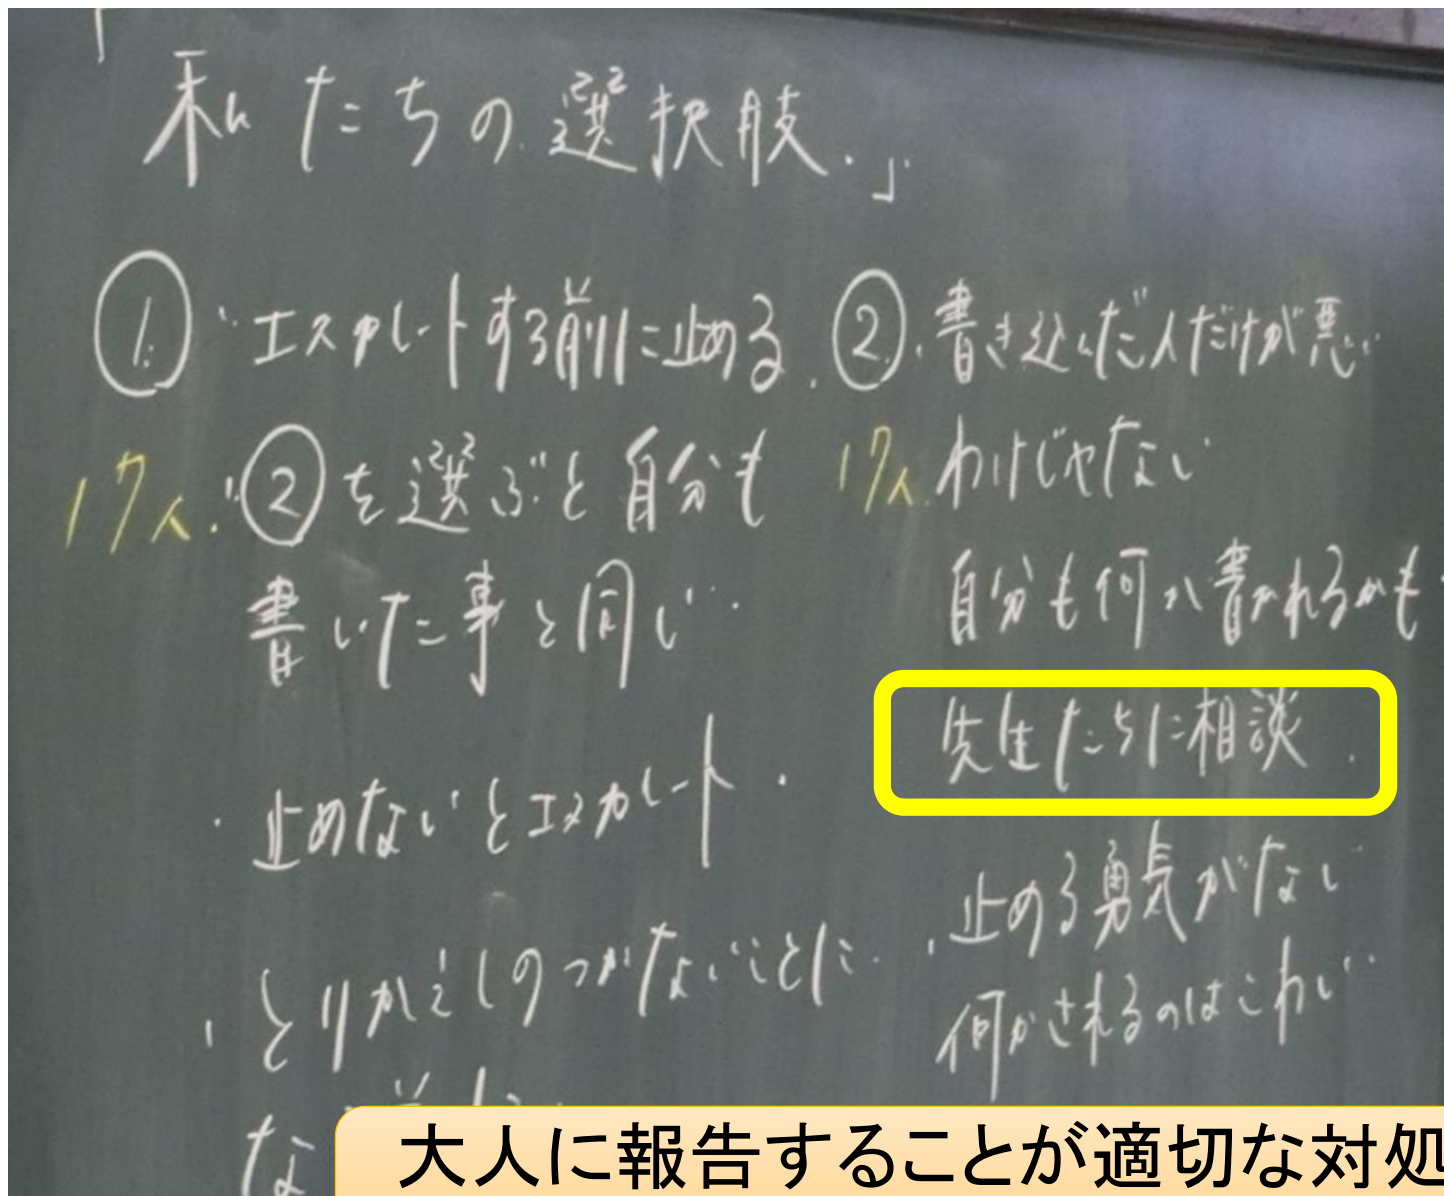 「私たちの選択肢.」
① ・エスカレートする前に止める.
17人.・②を選ぶと自分も
書いた事と同じ.
・止めないとエスカレート.
・とりかえしのつかないことに.
な
② ・書き込んだ人だけが悪い
17人.わけじゃない
自分も何か書かれるかも
先生たちに相談.
・止める勇気がない
何かされるのはこわい
大人に報告することが適切な対処